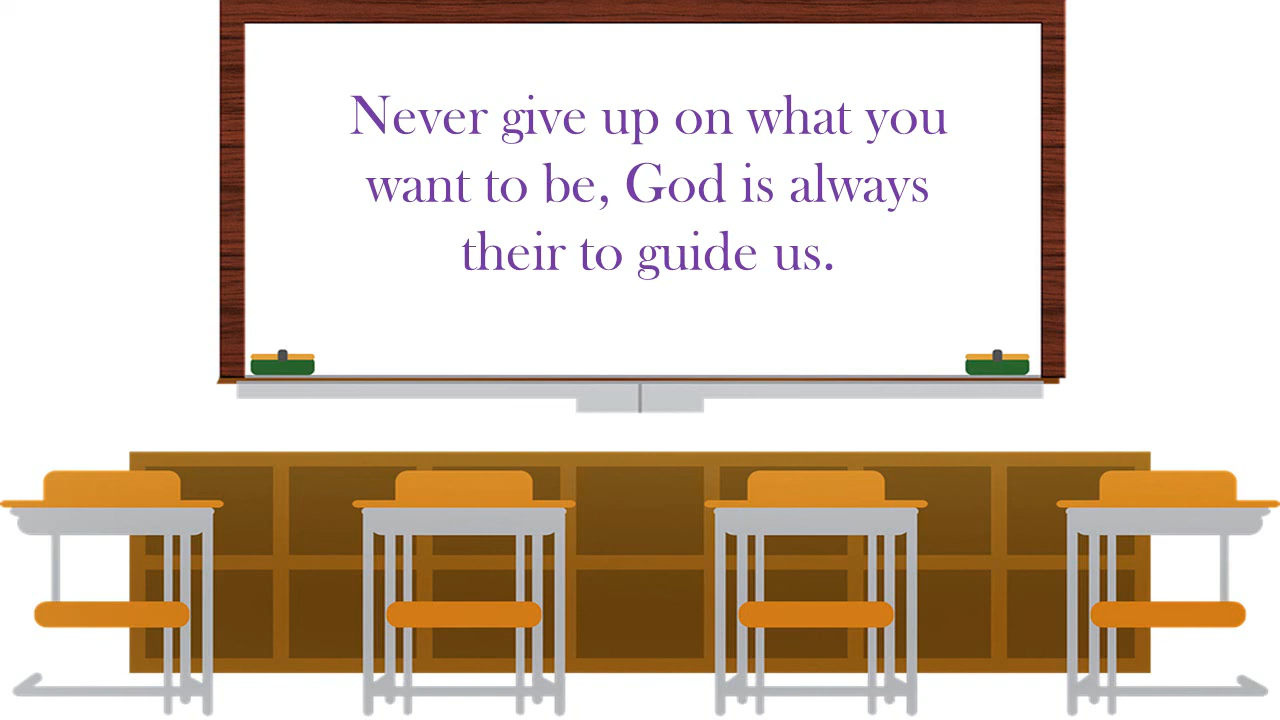 Never give up on what you
want to be, God is always
their to guide us.